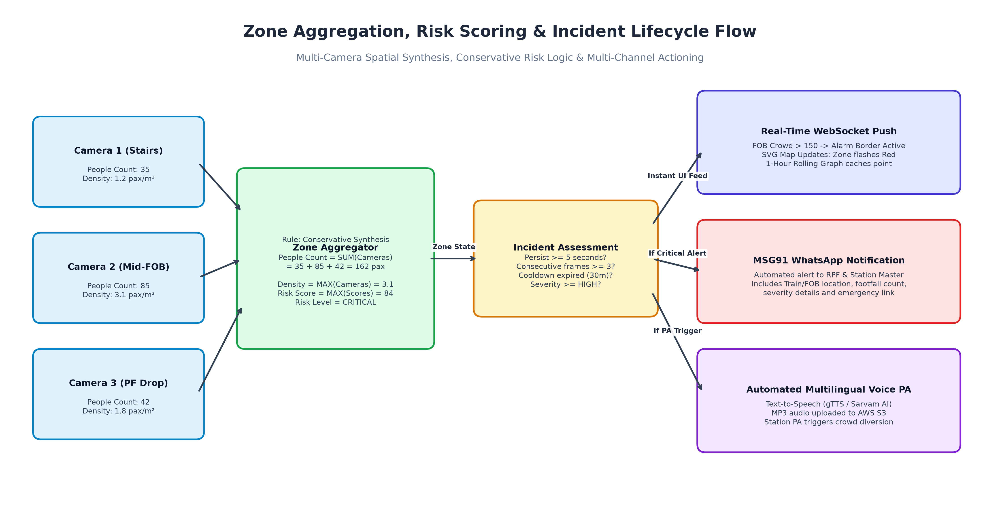 Zone Aggregation, Risk Scoring & Incident Lifecycle Flow
Multi-Camera Spatial Synthesis, Conservative Risk Logic & Multi-Channel Actioning
Camera 1 (Stairs)
People Count: 35
Density: 1.2 pax/m²
Camera 2 (Mid-FOB)
People Count: 85
Density: 3.1 pax/m²
Camera 3 (PF Drop)
People Count: 42
Density: 1.8 pax/m²
Rule: Conservative Synthesis
Zone Aggregator
People Count = SUM(Cameras)
= 35 + 85 + 42 = 162 pax
Density = MAX(Cameras) = 3.1
Risk Score = MAX(Scores) = 84
Risk Level = CRITICAL
Zone State
Incident Assessment
Persist >= 5 seconds?
Consecutive frames >= 3?
Cooldown expired (30m)?
Severity >= HIGH?
Instant UI Feed
Real-Time WebSocket Push
FOB Crowd > 150 -> Alarm Border Active
SVG Map Updates: Zone flashes Red
1-Hour Rolling Graph caches point
If Critical Alert
MSG91 WhatsApp Notification
Automated alert to RPF & Station Master
Includes Train/FOB location, footfall count,
severity details and emergency link
If PA Trigger
Automated Multilingual Voice PA
Text-to-Speech (gTTS / Sarvam AI)
MP3 audio uploaded to AWS S3
Station PA triggers crowd diversion